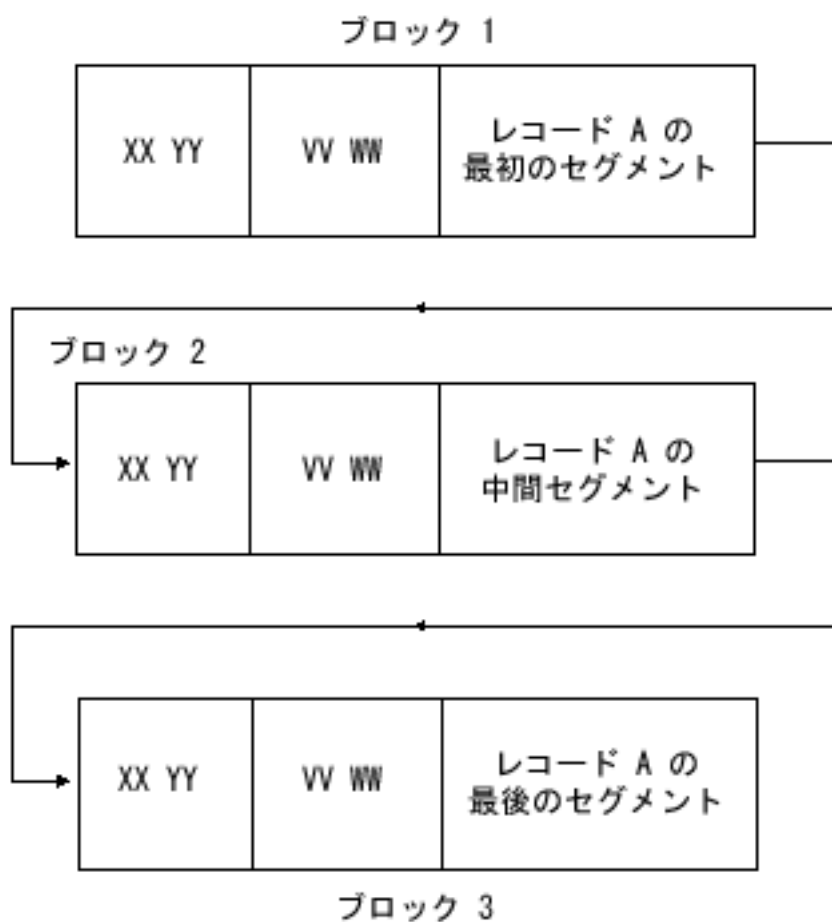 ブロック 1
XX YY
VV WW
レコード A の
最初のセグメント
ブロック 2
XX YY
VV WW
レコード A の
中間セグメント
XX YY
VV WW
レコード A の
最後のセグメント
ブロック 3